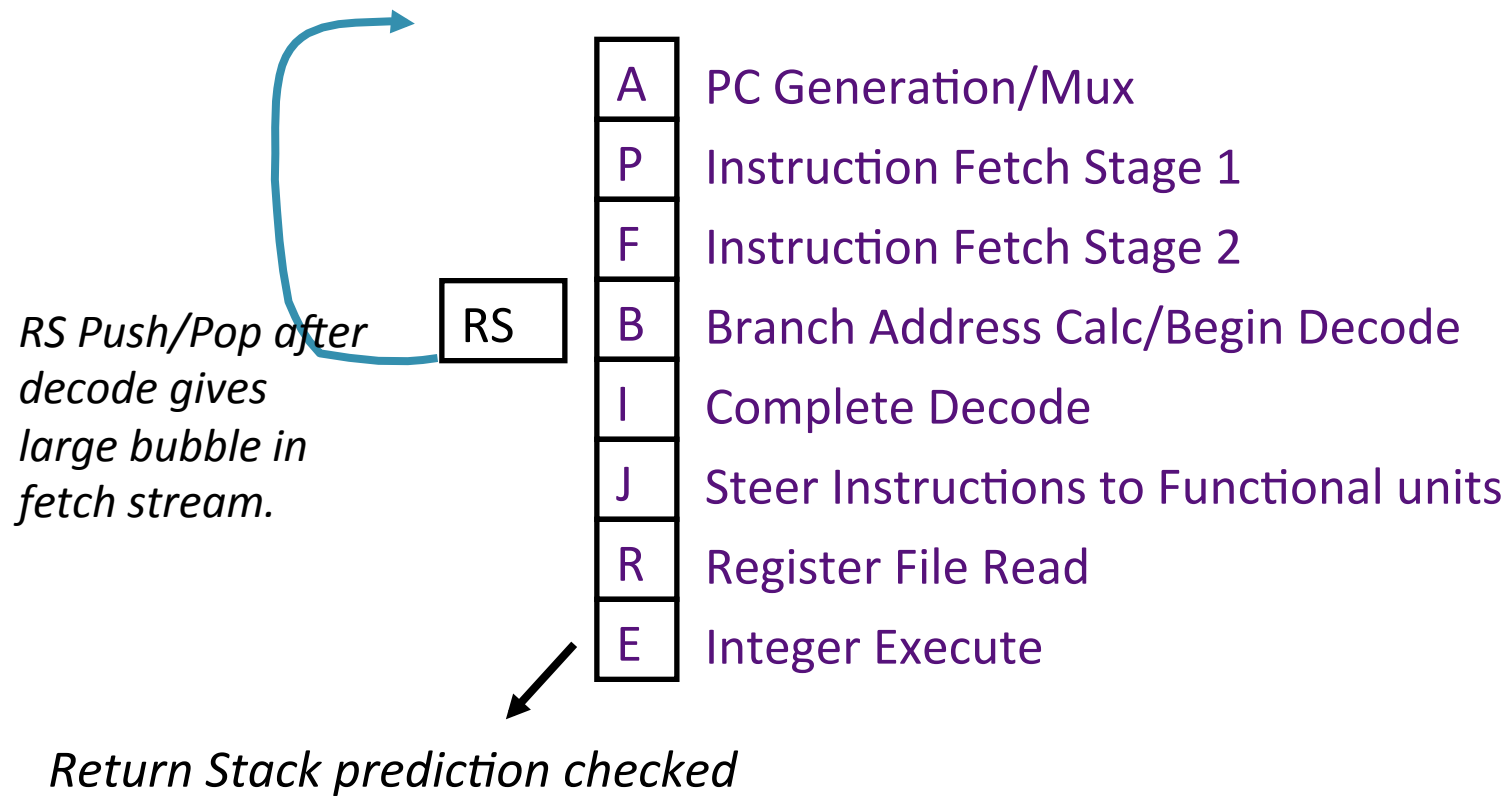 A PC Generation/Mux
P Instruction Fetch Stage 1
F Instruction Fetch Stage 2
RS B Branch Address Calc/Begin Decode
I Complete Decode
J Steer Instructions to Functional units
R Register File Read
E Integer Execute
RS Push/Pop after
decode gives
large bubble in
fetch stream.
Return Stack prediction checked